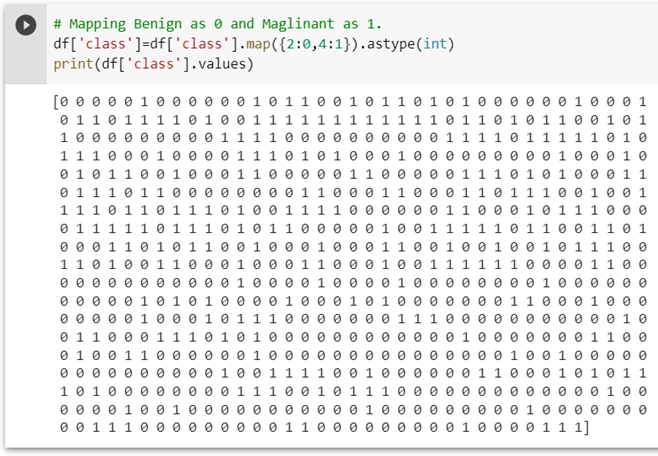 # Mapping Benign as 0 and Maglinant as 1.
df['class']=df['class'].map({2:0,4:1}).astype(int)
print(df['class'].values)
[0 0 0 0 0 1 0 0 0 0 0 0 1 0 1 1 0 0 1 0 1 1 0 1 0 1 0 0 0 0 0 0 1 0 0 0 1
0 1 1 0 1 1 1 1 0 1 0 0 1 1 1 1 1 1 1 1 1 1 1 1 0 1 1 0 1 0 1 1 0 0 1 0 1
1 0 0 0 0 0 0 0 0 0 1 1 1 1 0 0 0 0 0 0 0 0 0 0 1 1 1 1 0 1 1 1 1 1 0 1 0
1 1 1 0 0 0 1 0 0 0 0 1 1 1 0 1 0 1 0 0 0 1 0 0 0 0 0 0 0 0 0 1 0 0 0 1 0
0 1 0 1 1 0 0 1 0 0 0 1 1 0 0 0 0 0 1 1 0 0 0 0 0 1 1 1 0 1 0 1 0 0 0 1 1
0 1 1 1 0 1 1 0 0 0 0 0 0 0 0 1 1 0 0 0 1 1 0 0 0 1 1 0 1 1 1 0 0 1 0 0 1
1 1 1 0 1 1 0 1 1 1 0 1 0 0 1 1 1 1 0 0 0 0 0 0 1 1 0 0 0 1 0 1 1 1 0 0 0
0 1 1 1 1 1 0 1 1 1 0 1 0 1 1 0 0 0 1 0 0 0 1 0 0 1 1 1 1 1 0 1 1 0 0 1 1 0 1
0 0 0 1 1 0 1 0 1 1 0 0 1 0 0 0 1 0 0 0 1 1 0 0 1 0 0 1 0 0 1 0 1 1 1 0 0
1 1 0 1 0 0 1 1 0 0 0 1 0 0 0 1 1 0 0 0 1 0 0 1 1 1 1 1 1 0 0 0 0 1 1 0 0
0 0 0 0 0 0 0 0 0 0 0 1 0 0 0 0 1 0 0 0 0 1 0 0 0 0 0 0 0 0 1 0 0 0 0 0 0
0 0 0 0 0 1 0 1 0 1 0 0 0 0 1 0 0 0 1 0 1 0 0 0 0 0 0 0 1 1 0 0 0 1 0 0 0
0 0 0 0 0 1 0 0 0 1 0 1 1 1 0 0 0 0 0 0 0 1 1 1 0 0 0 0 0 0 0 0 0 0 0 1 0
0 1 1 0 0 0 1 1 1 0 1 0 1 0 0 0 0 0 0 0 0 0 0 0 0 1 0 0 0 0 0 0 0 1 1 0 0
0 1 0 0 1 1 0 0 0 0 0 0 0 0 0 0 0 0 0 0 0 0 0 0 0 0 0 0 1 0 0 1 0 0 0 0 0
0 0 0 0 0 0 0 0 0 0 1 0 0 1 1 1 1 0 0 1 0 0 0 0 0 0 1 1 0 0 0 1 0 1 0 1 1
1 0 1 0 0 0 0 0 0 0 0 1 1 1 0 0 1 0 1 1 1 0 0 0 0 0 0 0 0 0 0 0 0 0 1 0 0
0 0 0 0 0 1 0 0 1 0 0 0 0 0 0 0 0 0 0 0 1 0 0 0 0 0 0 0 0 1 0 0 0 0 0 0 0
0 0 1 1 1 0 0 0 0 0 0 0 0 0 1 1 0 0 0 0 0 0 0 0 0 1 0 0 0 0 1 1 1]